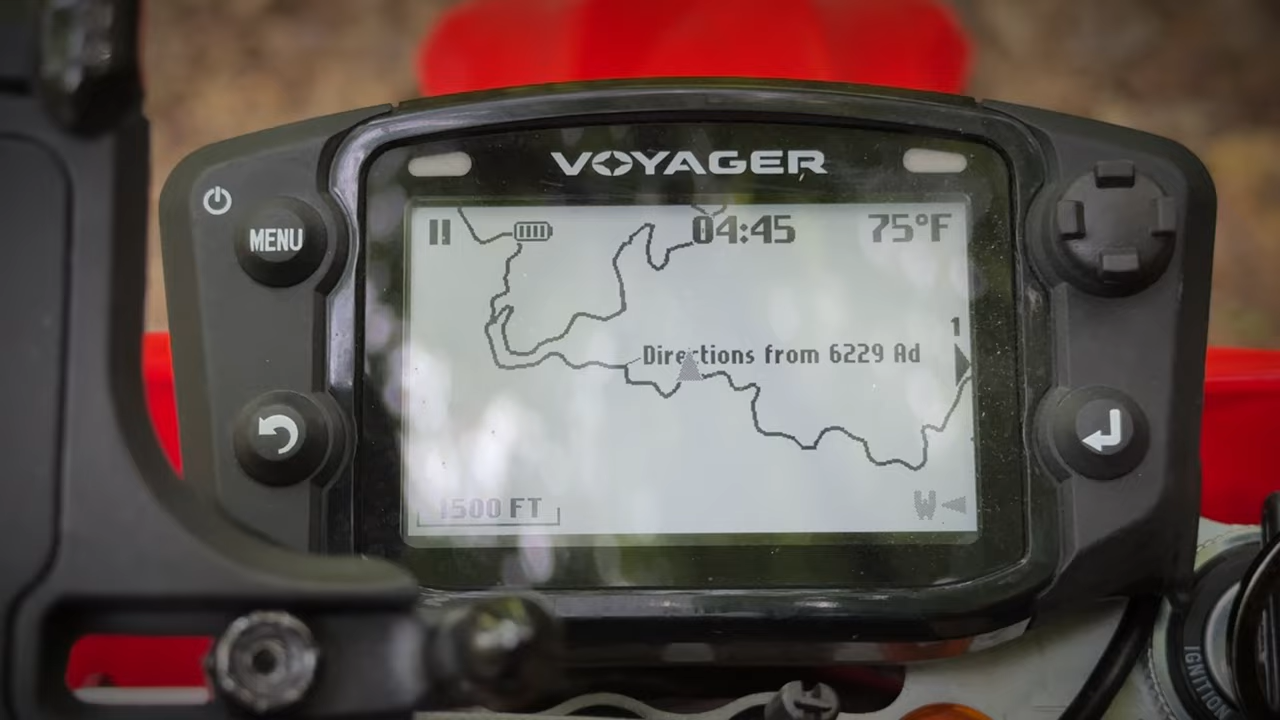 VOYAGER
MENU
04:45 75°F
1
Directions from 6229 Ad
1500 FT
W
IGNITION